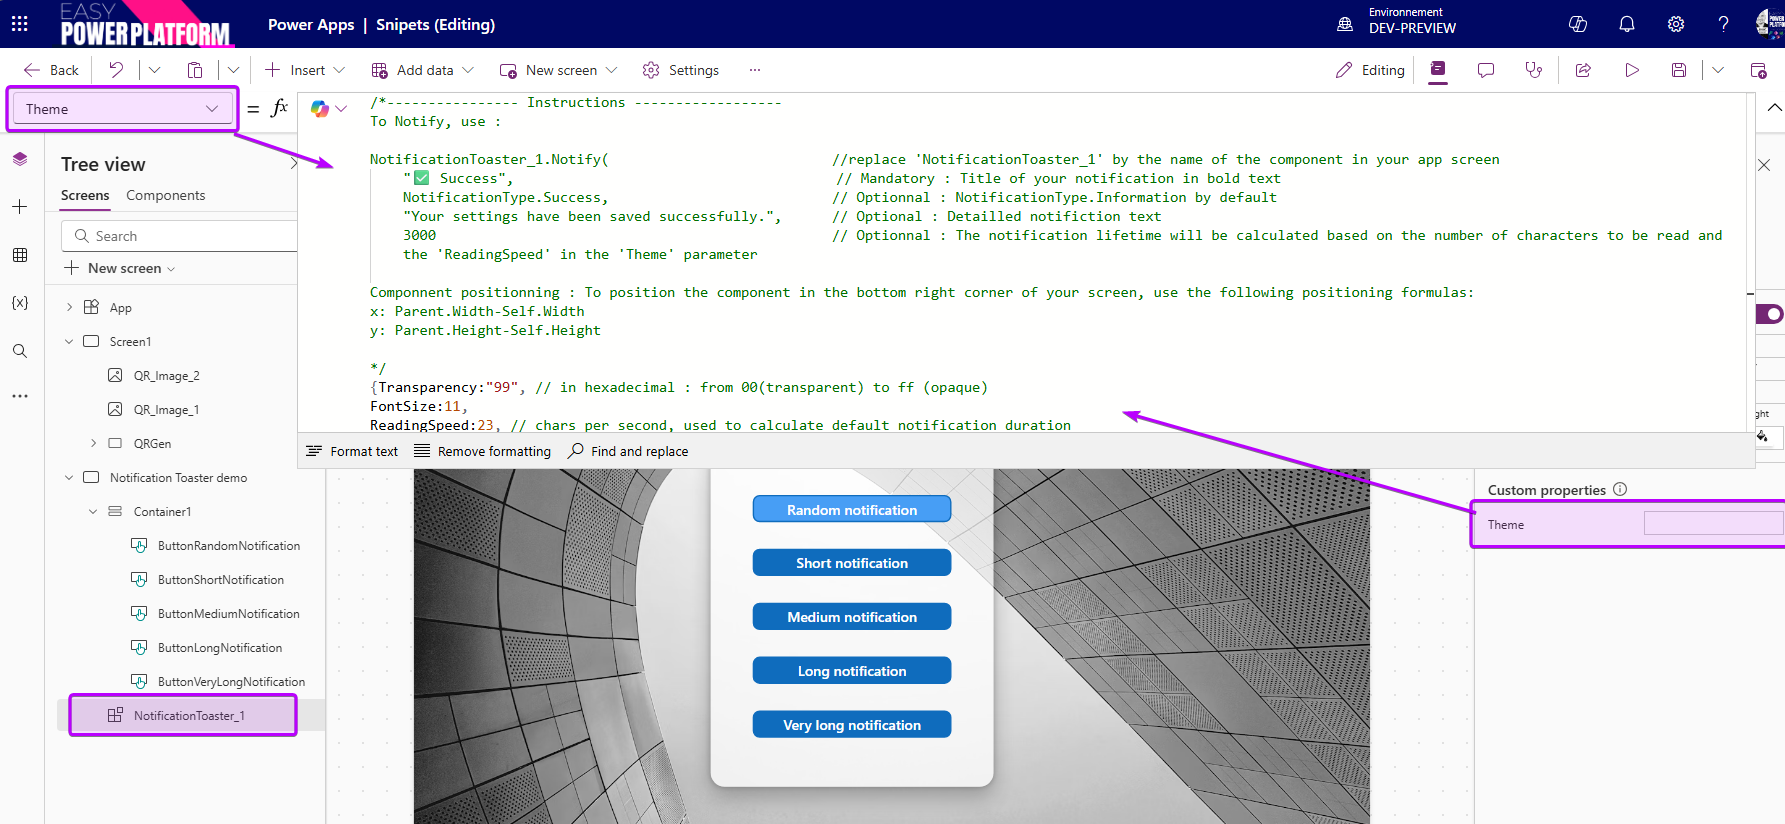 EASY
POWER PLATFORM
Power Apps | Snipets (Editing)
Environnement
DEV-PREVIEW
?
Back
Insert
Add data
New screen
Settings
...
Editing
Theme
= fx
/*---------------- Instructions ------------------
To Notify, use :
NotificationToaster_1.Notify( //replace 'NotificationToaster_1' by the name of the component in your app screen
"✅ Success", // Mandatory : Title of your notification in bold text
NotificationType.Success, // Optionnal : NotificationType.Information by default
"Your settings have been saved successfully.", // Optional : Detailled notifiction text
3000 // Optionnal : The notification lifetime will be calculated based on the number of characters to be read and
the 'ReadingSpeed' in the 'Theme' parameter
Componnent positionning : To position the component in the bottom right corner of your screen, use the following positioning formulas:
x: Parent.Width-Self.Width
y: Parent.Height-Self.Height
*/
{Transparency:"99", // in hexadecimal : from 00(transparent) to ff (opaque)
FontSize:11,
ReadingSpeed:23, // chars per second, used to calculate default notification duration
Format text
Remove formatting
Find and replace
Tree view
Screens
Components
Search
New screen
{x}
App
Screen1
QR_Image_2
QR_Image_1
QRGen
Notification Toaster demo
Container1
ButtonRandomNotification
ButtonShortNotification
ButtonMediumNotification
ButtonLongNotification
ButtonVeryLongNotification
NotificationToaster_1
Random notification
Short notification
Medium notification
Long notification
Very long notification
ght
Custom properties
Theme